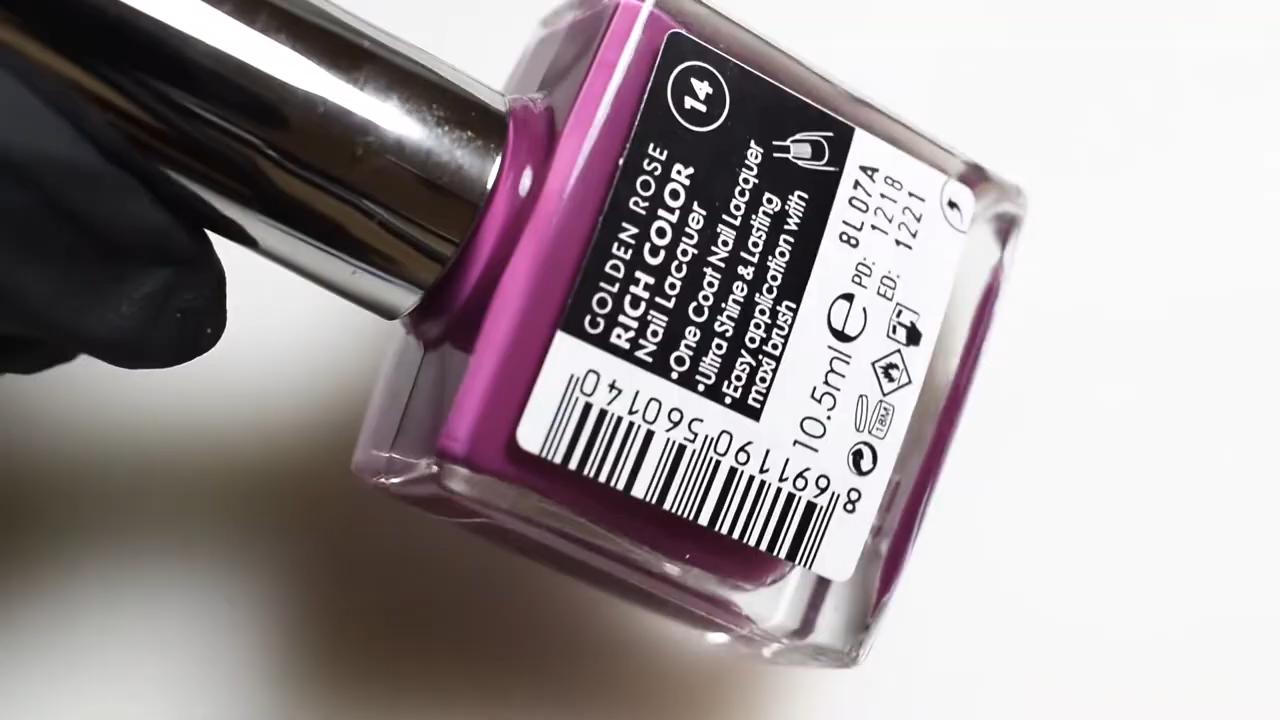 14
GOLDEN ROSE
RICH COLOR
Nail Lacquer
•One Coat Nail Lacquer
•Ultra Shine & Lasting
•Easy application with
maxi brush
10.5ml e
PD: 8L07A
1218
ED: 1221
18M
8 691190 560140